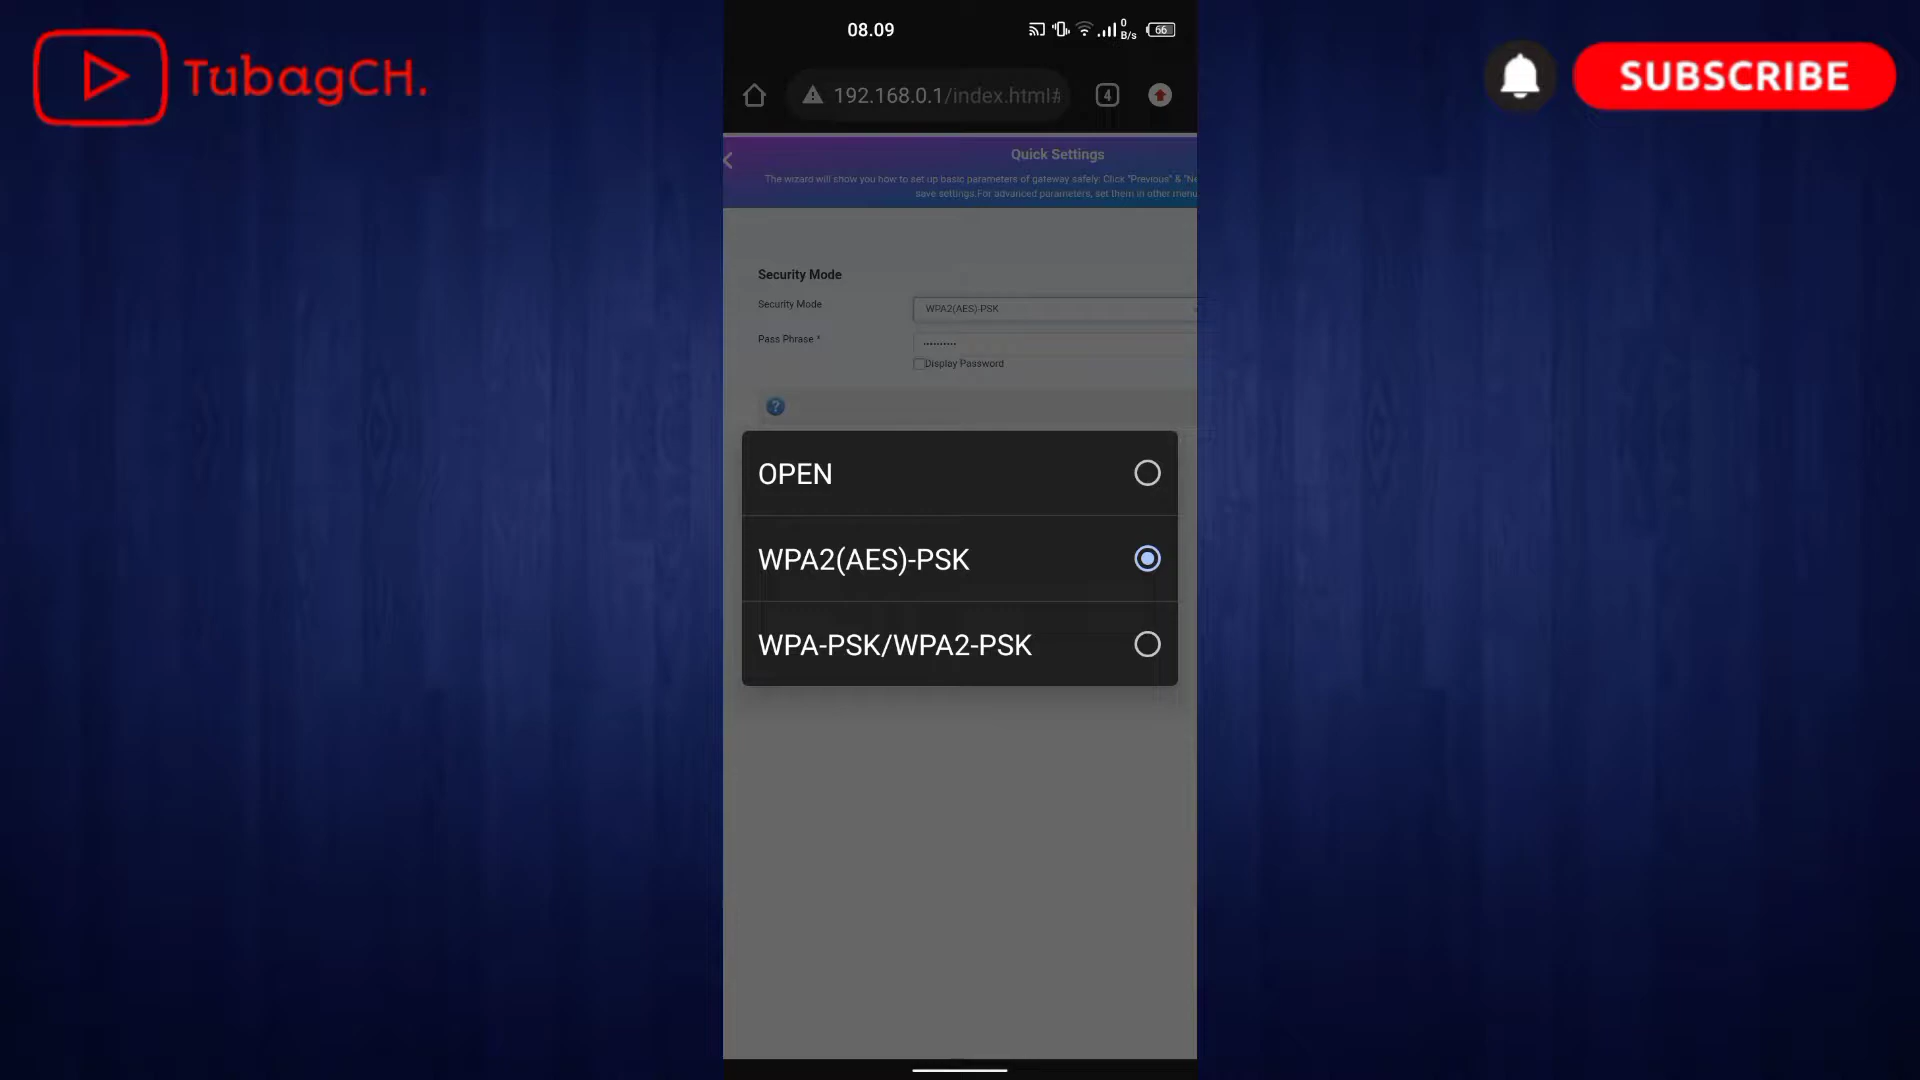 TubagCH.
SUBSCRIBE
08.09
0
B/s
66
192.168.0.1/index.html#
4
Quick Settings
The wizard will show you how to set up basic parameters of gateway safely. Click "Previous" & "Ne
save settings.For advanced parameters, set them in other menu
Security Mode
Security Mode
WPA2(AES)-PSK
Pass Phrase *
Display Password
?
OPEN
WPA2(AES)-PSK
WPA-PSK/WPA2-PSK